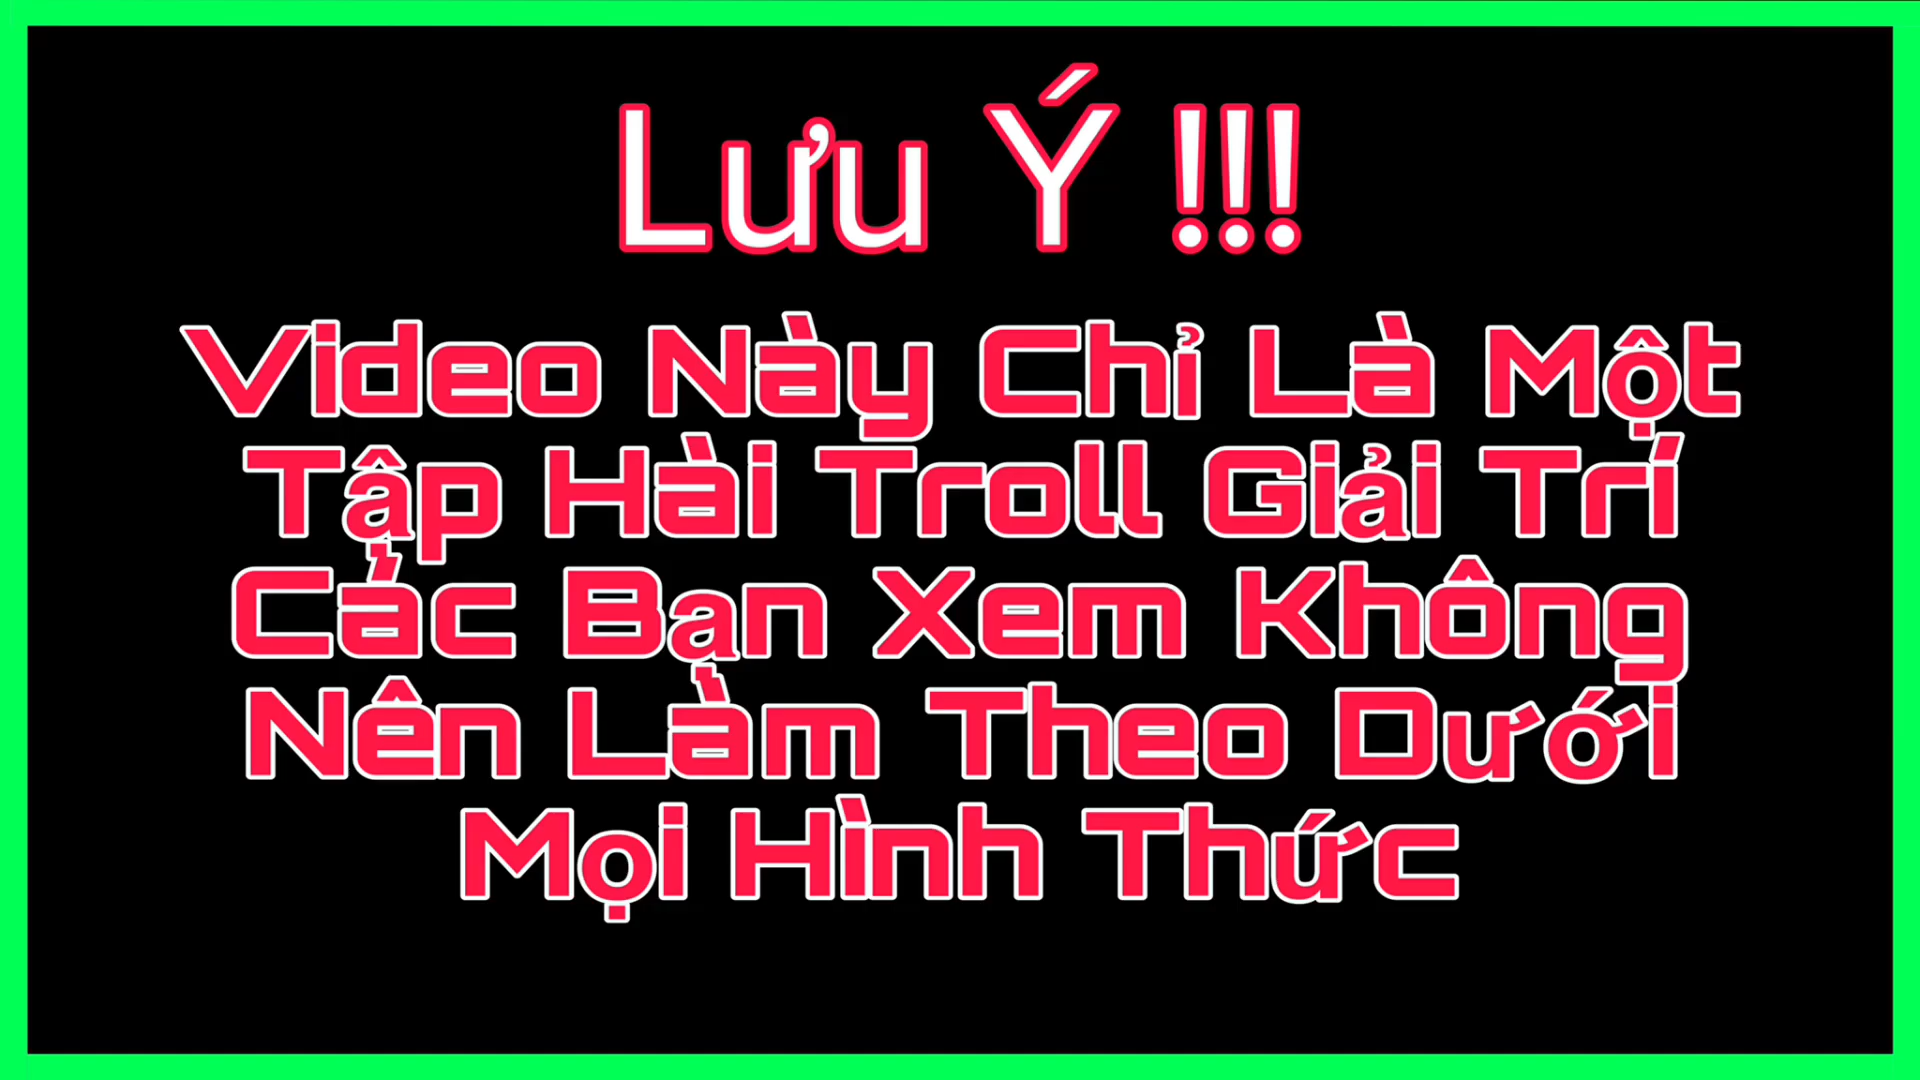 Lưu Ý !!!
Video Này Chỉ Là Một
Tập Hài Troll Giải Trí
Các Bạn Xem Không
Nên Làm Theo Dưới
Mọi Hình Thức